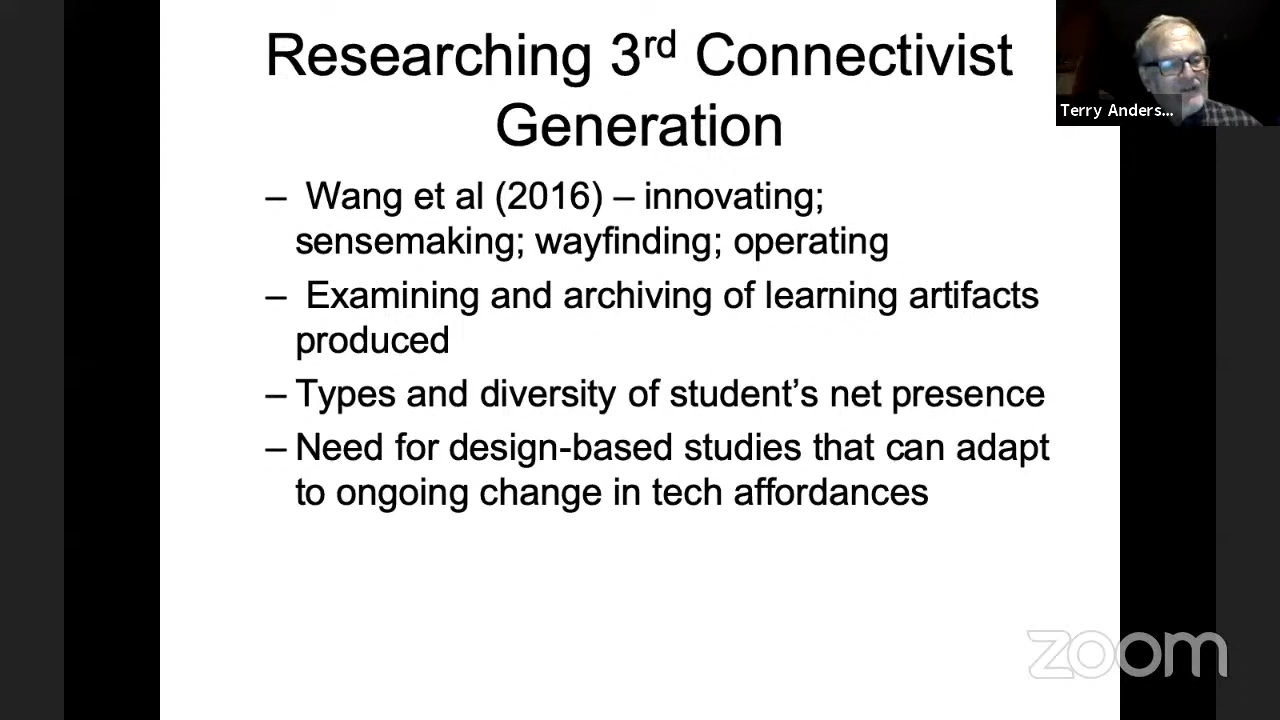 Researching 3rd Connectivist
Generation
– Wang et al (2016) – innovating;
sensemaking; wayfinding; operating
– Examining and archiving of learning artifacts
produced
– Types and diversity of student’s net presence
– Need for design-based studies that can adapt
to ongoing change in tech affordances
Terry Anders...
zoom